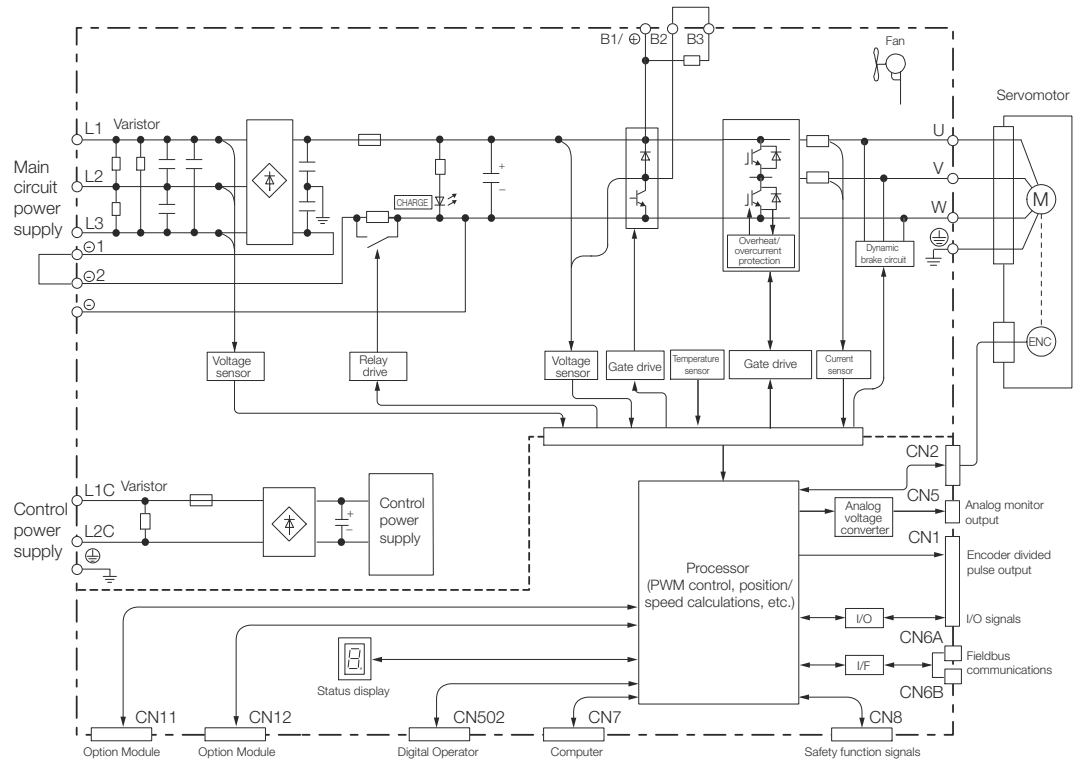 B1/ ⊕ B2 B3
Fan
Servomotor
L1 Varistor
U
Main
circuit
power
supply
L2
V
CHARGE
M
L3
W
⊖1
Overheat/
overcurrent
protection
Dynamic
brake circuit
⊖2
⊖
ENC
Voltage
sensor
Relay
drive
Voltage
sensor
Gate drive
Temperature
sensor
Gate drive
Current
sensor
+
–
CN2
L1C Varistor
Control
power
supply
L2C
+
–
Control
power
supply
CN5
Analog
voltage
converter
Analog monitor
output
CN1
Encoder divided
pulse output
Processor
(PWM control, position/
speed calculations, etc.)
I/O
I/O signals
CN6A
I/F
Fieldbus
communications
CN6B
8.
Status display
CN11
Option Module
CN12
Option Module
CN502
Digital Operator
CN7
Computer
CN8
Safety function signals